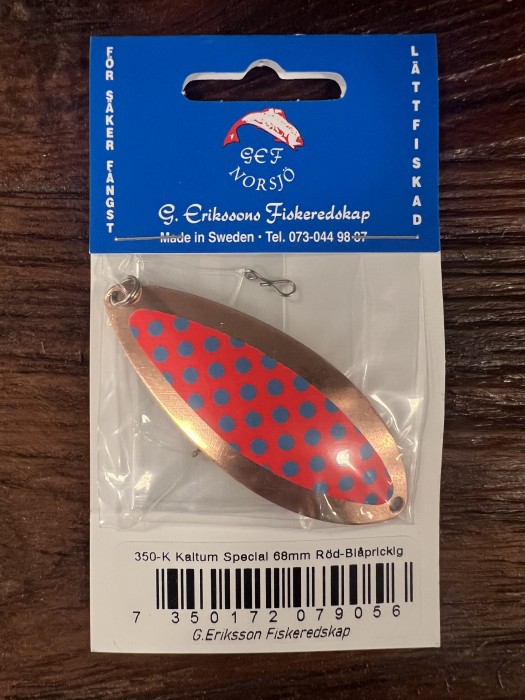 FÖR SÄKER FÅNGST
LÄTTFISKAD
GEF
NORSJÖ
G. Erikssons Fiskeredskap
Made in Sweden · Tel. 073-044 98 07
350-K Kaitum Special 68mm Röd-Blåprickig
7 350172 079056
G.Eriksson Fiskeredskap